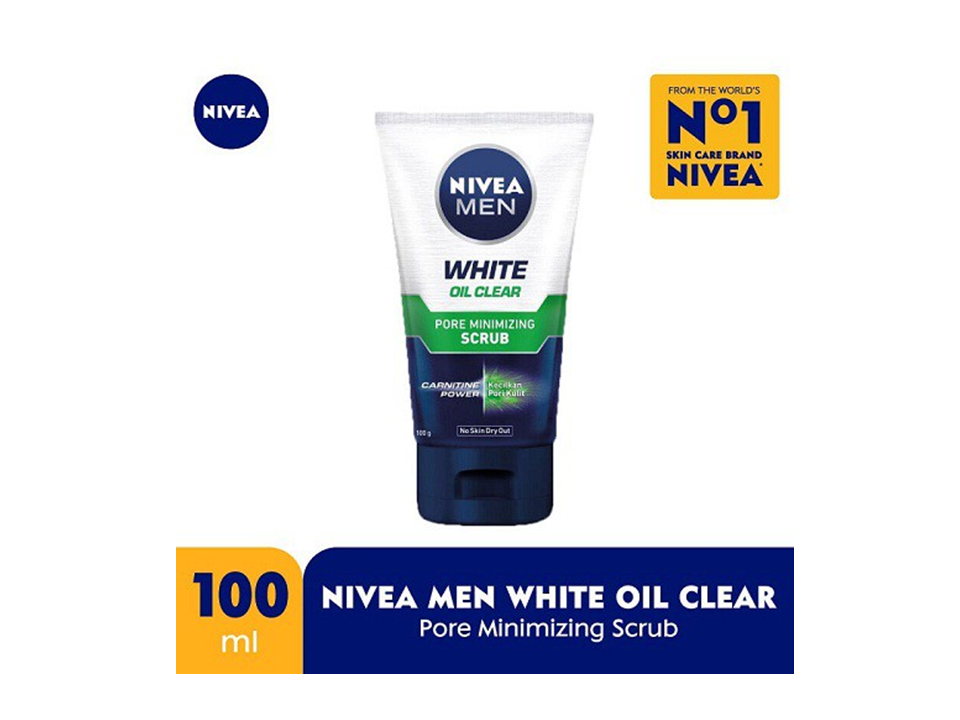 NIVEA
FROM THE WORLD'S
Nº1
SKIN CARE BRAND
NIVEA*
NIVEA
MEN
WHITE
OIL CLEAR
PORE MINIMIZING
SCRUB
CARNITINE
POWER
Kecilkan
Pori Kulit
100 g
No Skin Dry Out
100
ml
NIVEA MEN WHITE OIL CLEAR
Pore Minimizing Scrub